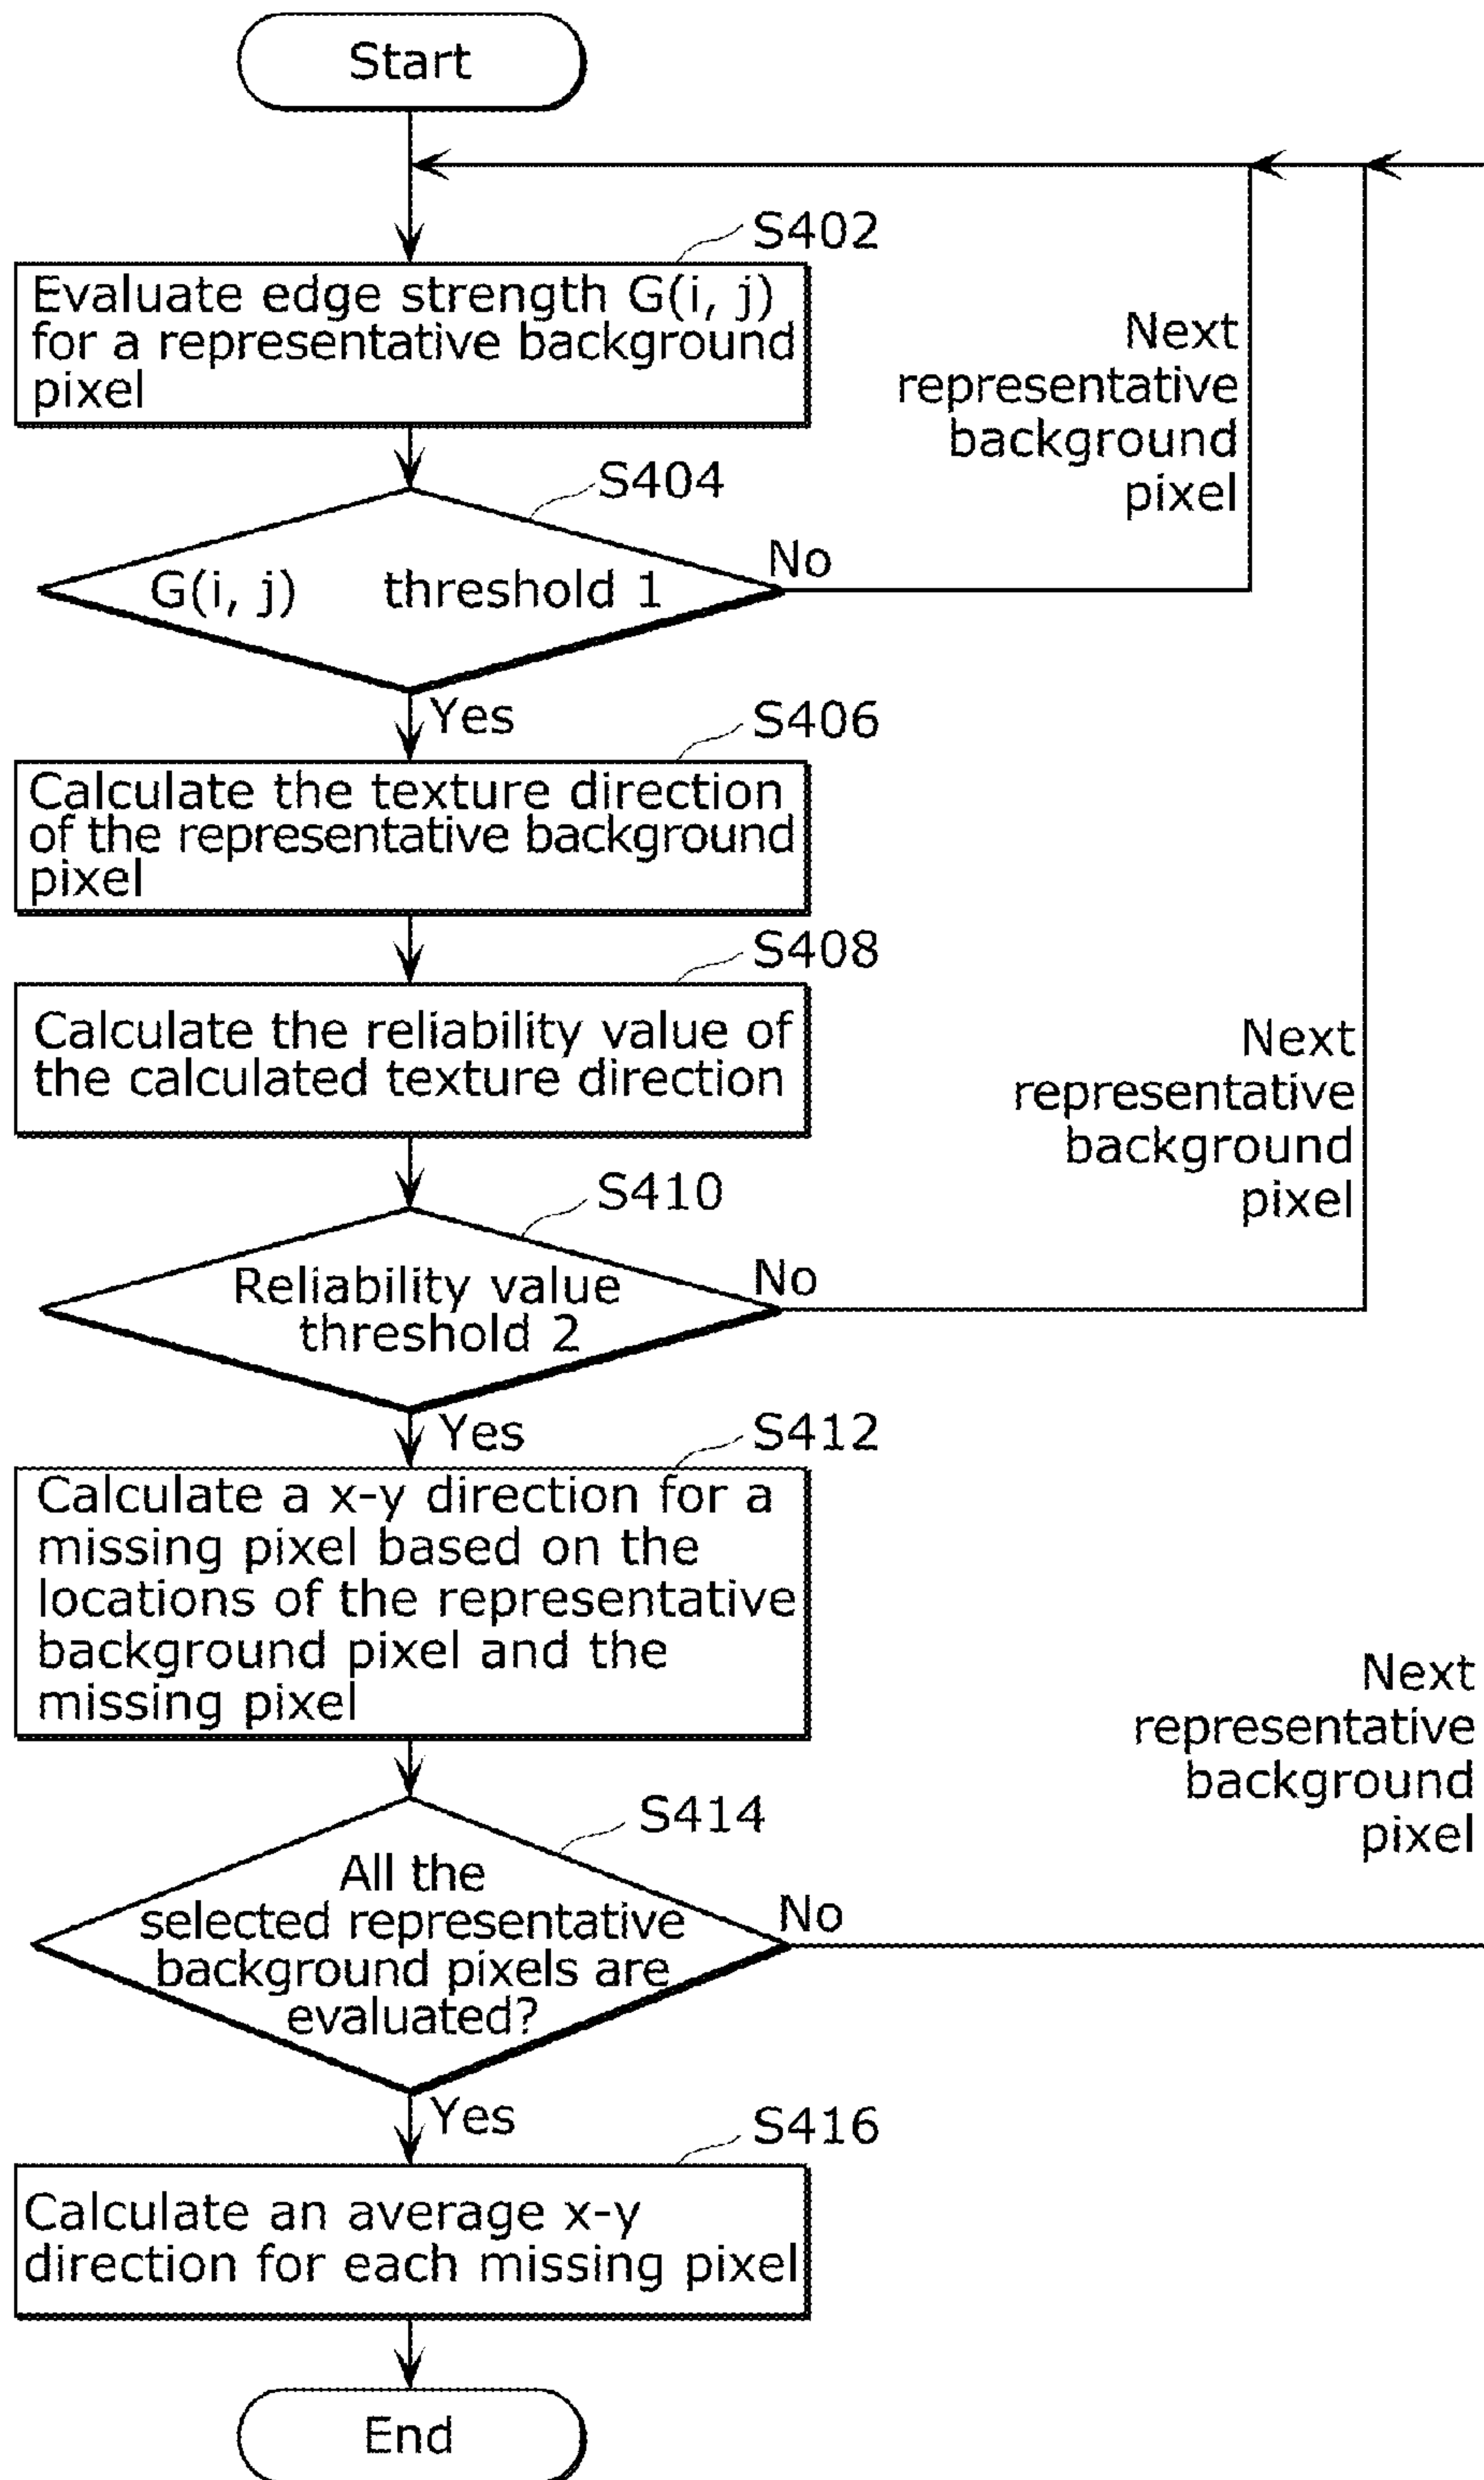 Start
S402
Evaluate edge strength G(i, j)
for a representative background
pixel
Next
representative
background
pixel
S404
G(i, j) threshold 1
No
Yes
S406
Calculate the texture direction
of the representative background
pixel
S408
Calculate the reliability value of
the calculated texture direction
Next
representative
background
pixel
S410
Reliability value
threshold 2
No
Yes
S412
Calculate a x-y direction for a
missing pixel based on the
locations of the representative
background pixel and the
missing pixel
Next
representative
background
pixel
S414
All the
selected representative
background pixels are
evaluated?
No
Yes
S416
Calculate an average x-y
direction for each missing pixel
End